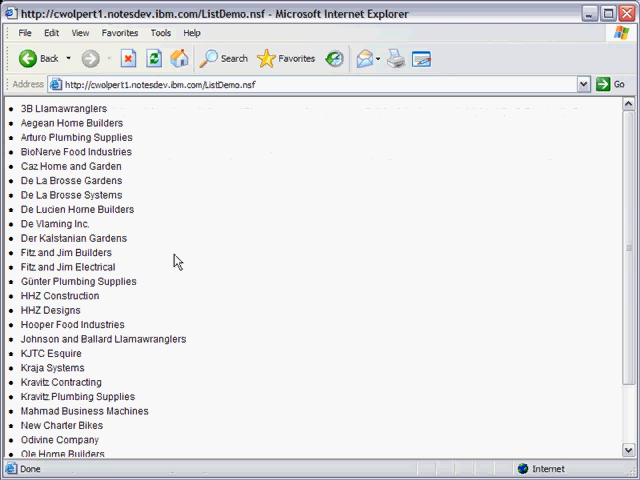 http://cwolpert1.notesdev.ibm.com/ListDemo.nsf - Microsoft Internet Explorer
File Edit View Favorites Tools Help
Back Search Favorites
Address http://cwolpert1.notesdev.ibm.com/ListDemo.nsf Go
3B Llamawranglers
Aegean Home Builders
Arturo Plumbing Supplies
BioNerve Food Industries
Caz Home and Garden
De La Brosse Gardens
De La Brosse Systems
De Lucien Home Builders
De Vlaming Inc.
Der Kalstanian Gardens
Fitz and Jim Builders
Fitz and Jim Electrical
Günter Plumbing Supplies
HHZ Construction
HHZ Designs
Hooper Food Industries
Johnson and Ballard Llamawranglers
KJTC Esquire
Kraja Systems
Kravitz Contracting
Kravitz Plumbing Supplies
Mahmad Business Machines
New Charter Bikes
Odivine Company
Ole Home Builders
Done Internet